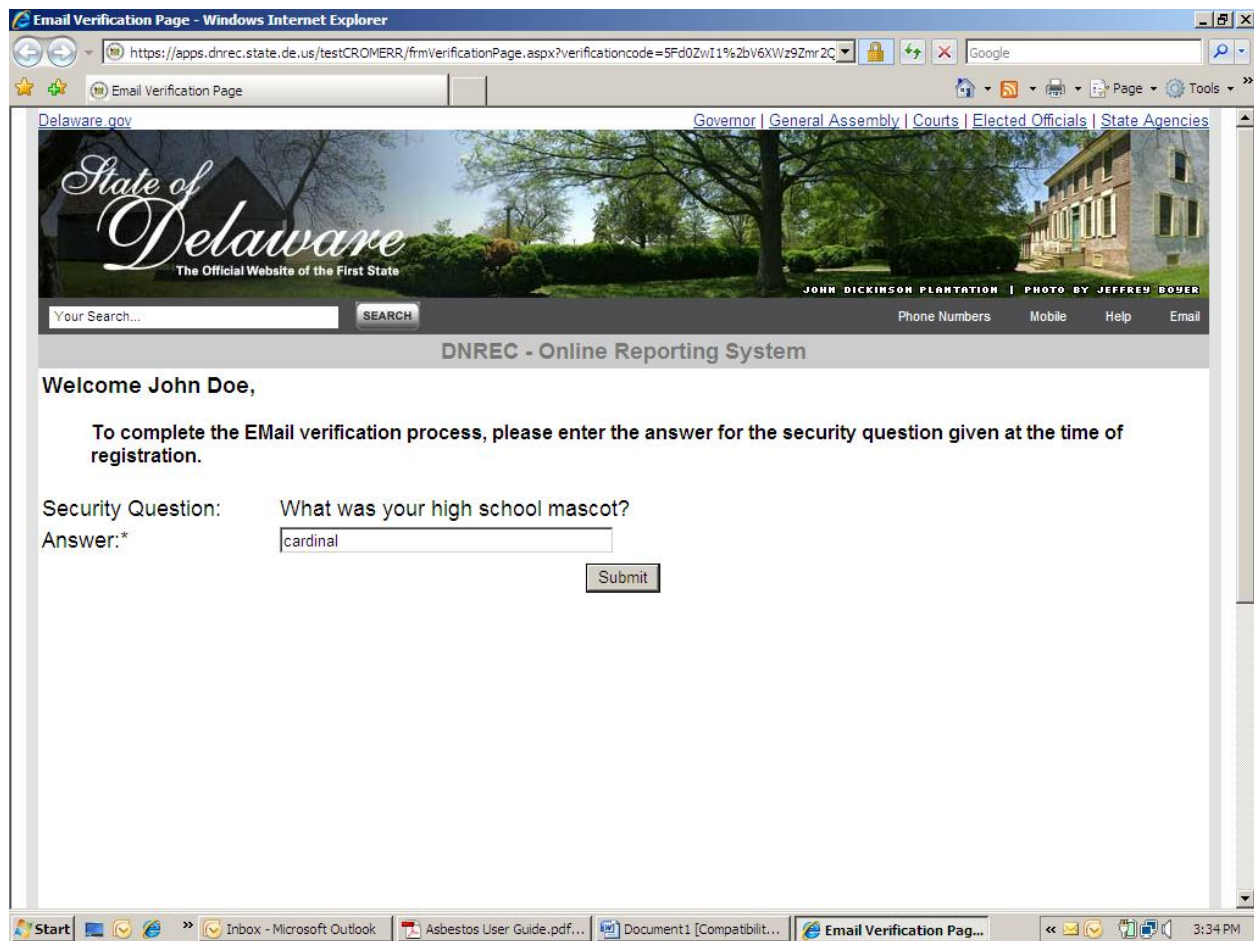 Email Verification Page - Windows Internet Explorer
https://apps.dnrec.state.de.us/testCROMERR/frmVerificationPage.aspx?verificationcode=5Fd0ZwI1%2bV6XWz9Zmr2Q
Google
Email Verification Page
Page
Tools
»
Delaware.gov
Governor | General Assembly | Courts | Elected Officials | State Agencies
State of
Delaware
The Official Website of the First State
JOHN DICKINSON PLANTATION | PHOTO BY JEFFREY BOYER
Your Search...
SEARCH
Phone Numbers
Mobile
Help
Email
DNREC - Online Reporting System
Welcome John Doe,
To complete the EMail verification process, please enter the answer for the security question given at the time of
registration.
Security Question: What was your high school mascot?
Answer:* cardinal
Submit
Start
»
Inbox - Microsoft Outlook
Asbestos User Guide.pdf...
Document1 [Compatibilit...
Email Verification Pag...
«
3:34 PM